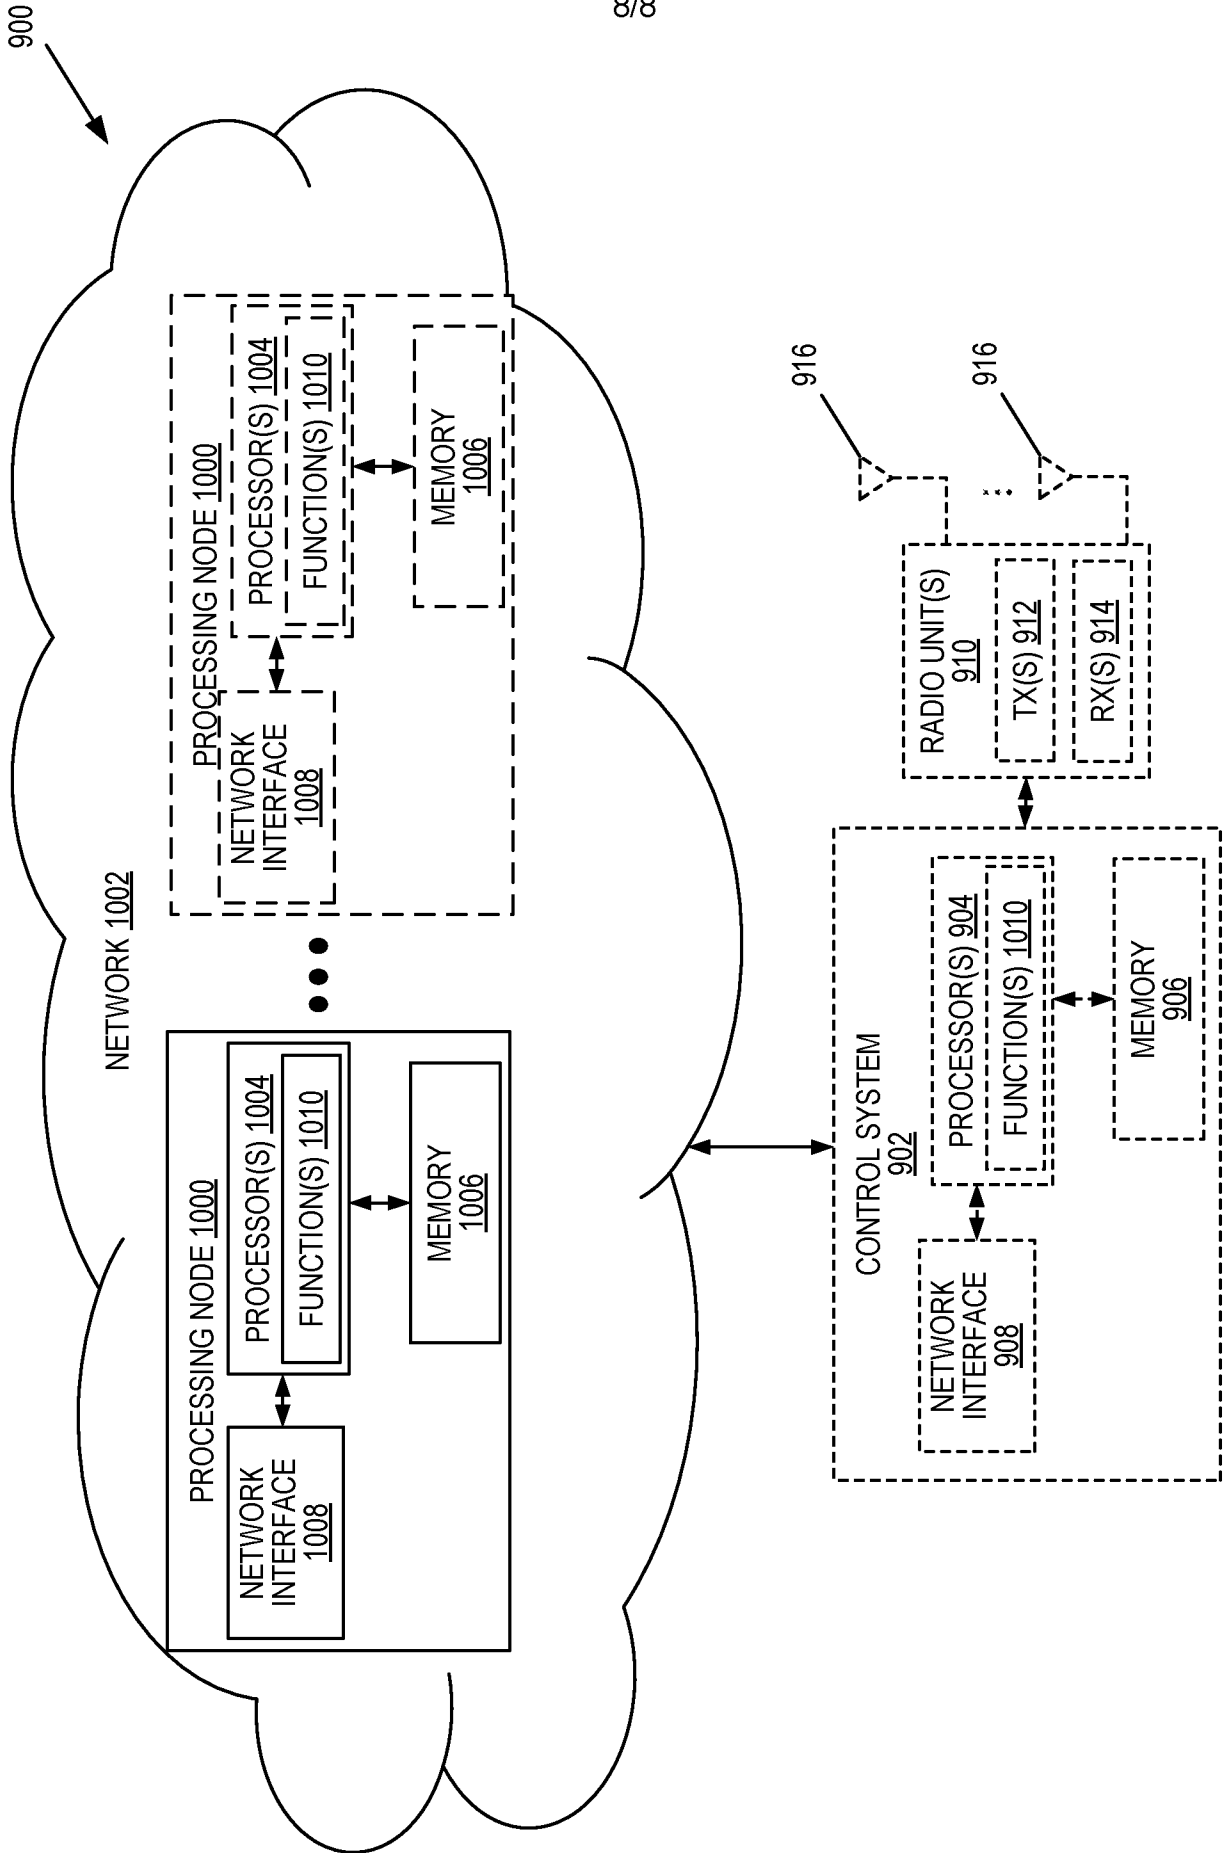 8/8
900
NETWORK 1002
PROCESSING NODE 1000
NETWORK
INTERFACE
1008
PROCESSOR(S) 1004
FUNCTION(S) 1010
MEMORY
1006
PROCESSING NODE 1000
NETWORK
INTERFACE
1008
PROCESSOR(S) 1004
FUNCTION(S) 1010
MEMORY
1006
CONTROL SYSTEM
902
NETWORK
INTERFACE
908
PROCESSOR(S) 904
FUNCTION(S) 1010
MEMORY
906
RADIO UNIT(S)
910
TX(S) 912
RX(S) 914
916
916